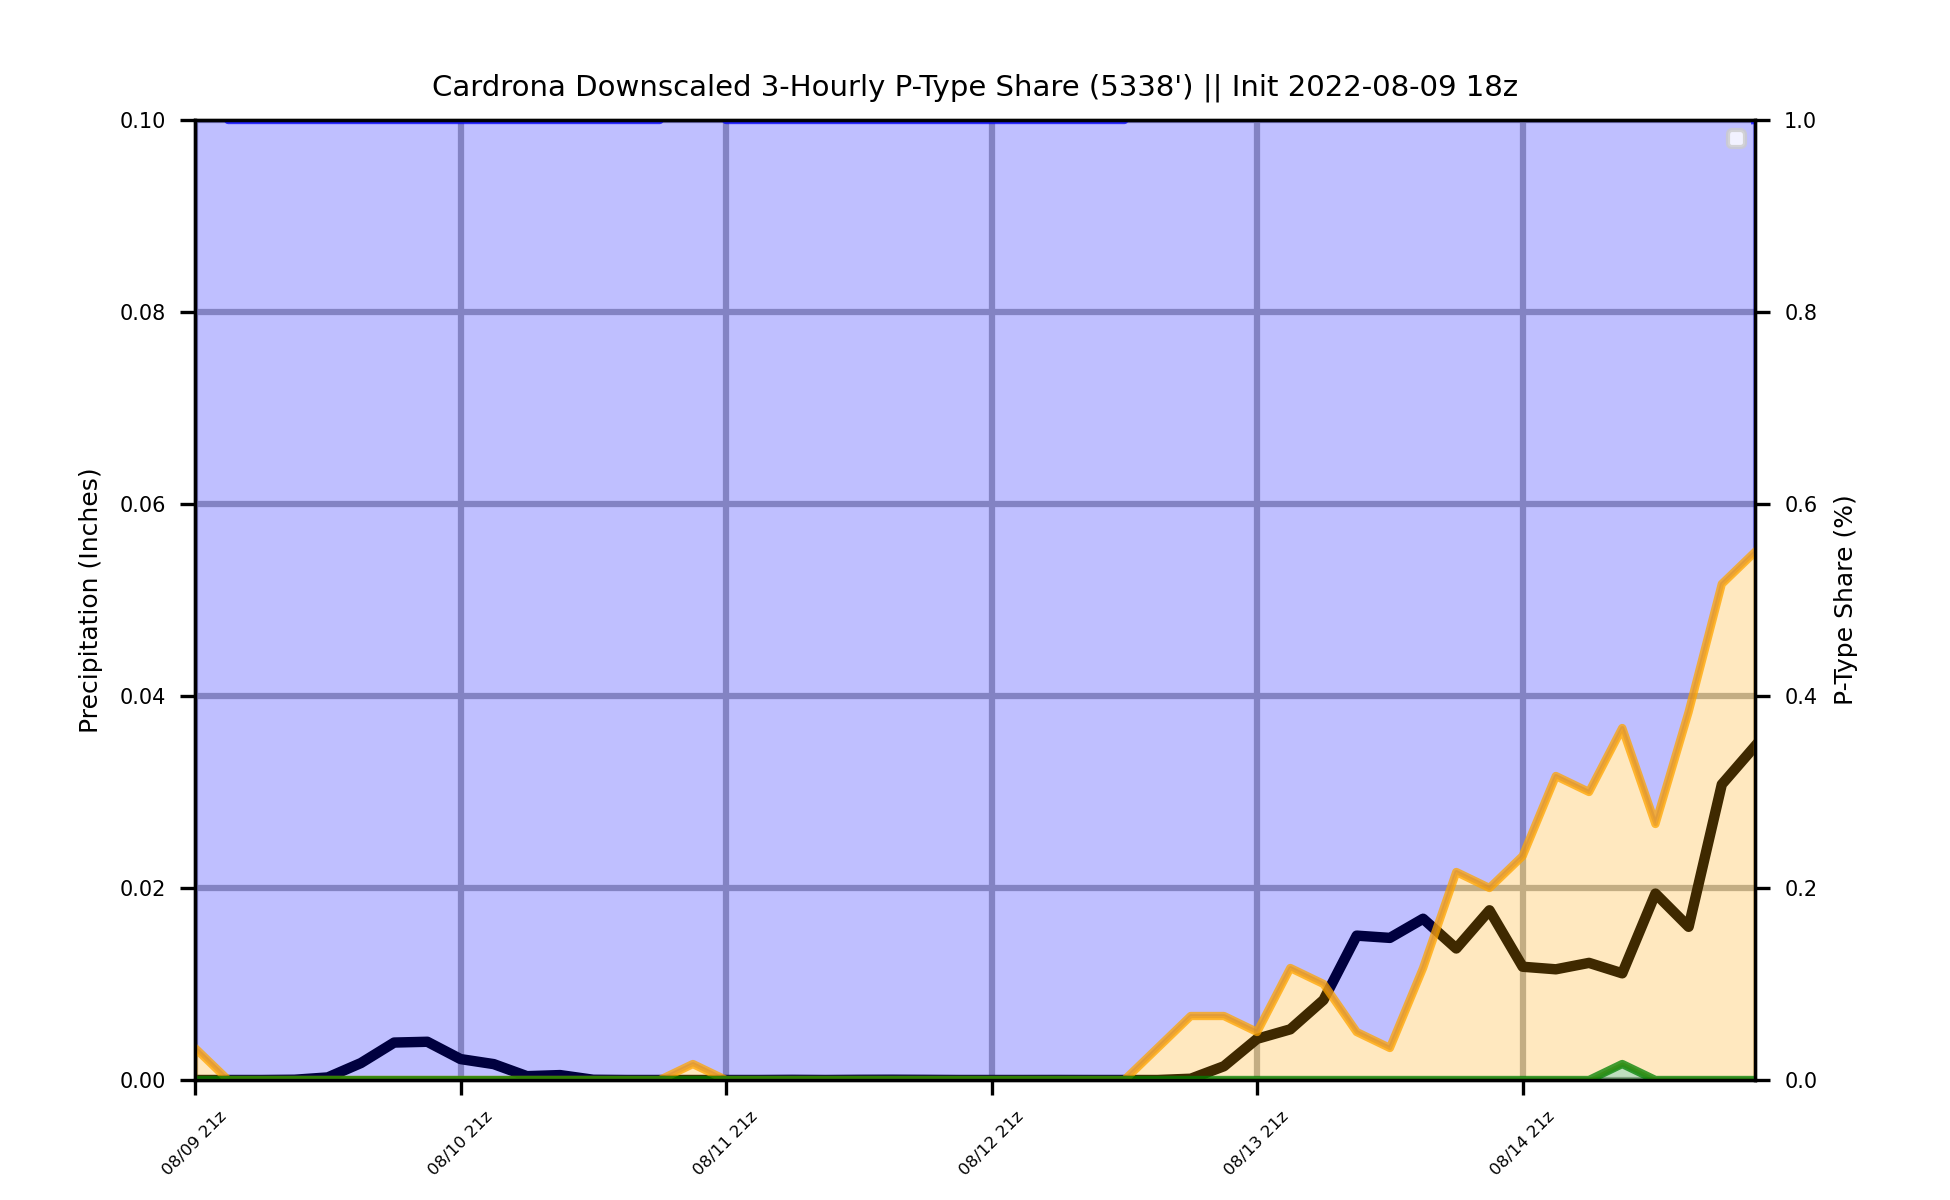 Cardrona Downscaled 3-Hourly P-Type Share (5338') || Init 2022-08-09 18z
0.10
0.08
0.06
0.04
0.02
0.00
Precipitation (Inches)
1.0
0.8
0.6
0.4
0.2
0.0
P-Type Share (%)
08/09 21z
08/10 21z
08/11 21z
08/12 21z
08/13 21z
08/14 21z